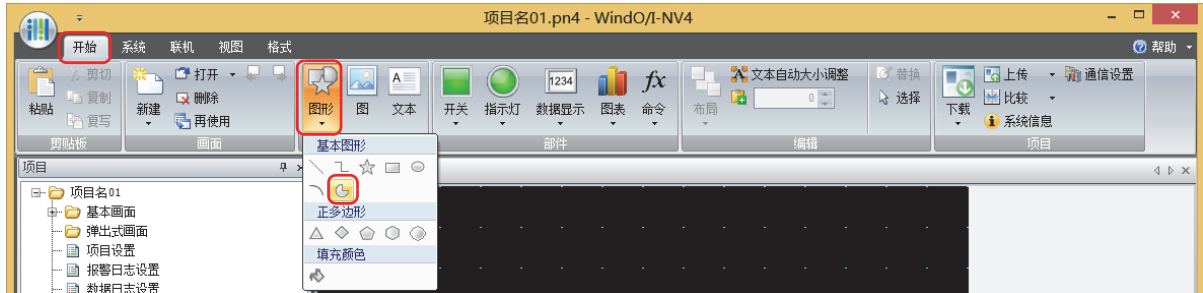 项目名01.pn4 - WindO/I-NV4
开始 系统 联机 视图 格式 帮助
剪切 打开 A 1234 fx 文本自动大小调整 替换 上传 通信设置
复制 删除 0 选择 比较
粘贴 新建 图形 图 文本 开关 指示灯 数据显示 图表 命令 布局 下载
复写 再使用 系统信息
剪贴板 画面 部件 编辑 项目
基本图形
项目
项目名01
基本画面
正多边形
弹出式画面
项目设置
填充颜色
报警日志设置
数据日志设置